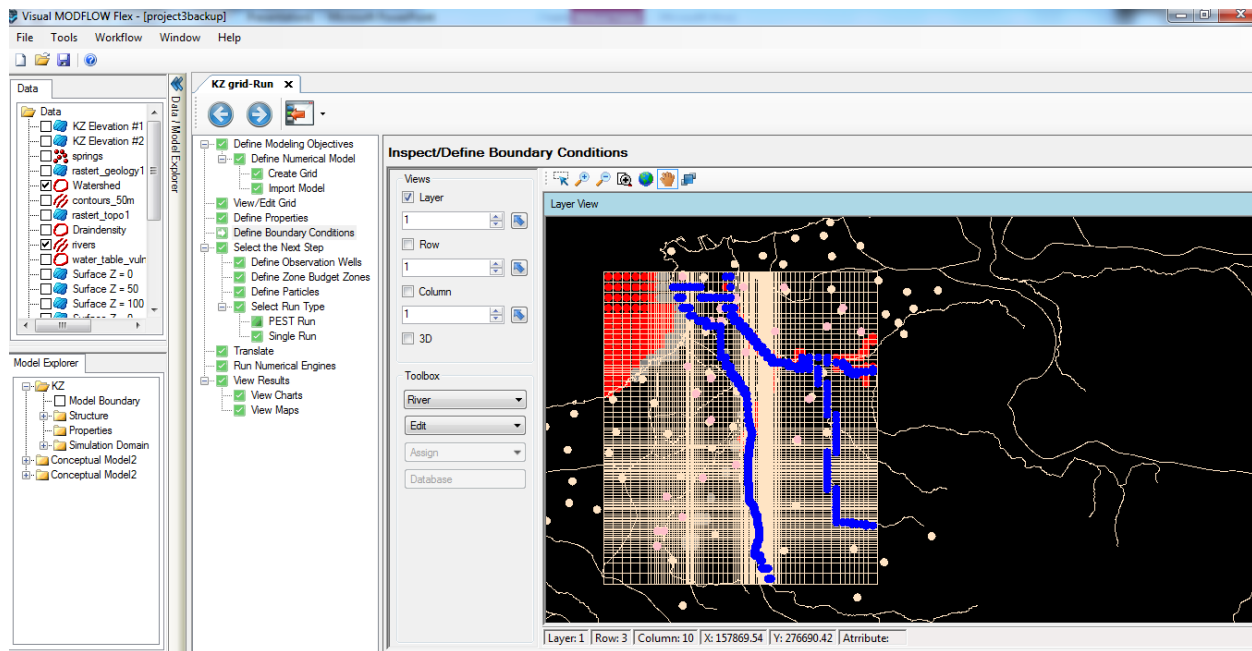 Visual MODFLOW Flex - [project3backup]
File Tools Workflow Window Help
Data
Data
KZ Elevation #1
KZ Elevation #2
springs
rastert_geology1
Watershed
contours_50m
rastert_topo1
Draindensity
rivers
water_table_vulr
Surface Z = 0
Surface Z = 50
Surface Z = 100
Model Explorer
KZ
Model Boundary
Structure
Properties
Simulation Domain
Conceptual Model2
Conceptual Model2
Data / Model Explorer
KZ grid-Run X
Define Modeling Objectives
Define Numerical Model
Create Grid
Import Model
View/Edit Grid
Define Properties
Define Boundary Conditions
Select the Next Step
Define Observation Wells
Define Zone Budget Zones
Define Particles
Select Run Type
PEST Run
Single Run
Translate
Run Numerical Engines
View Results
View Charts
View Maps
Inspect/Define Boundary Conditions
Views
Layer
1
Row
1
Column
1
3D
Toolbox
River
Edit
Assign
Database
Layer View
Layer: 1 Row: 3 Column: 10 X: 157869.54 Y: 276690.42 Attribute: